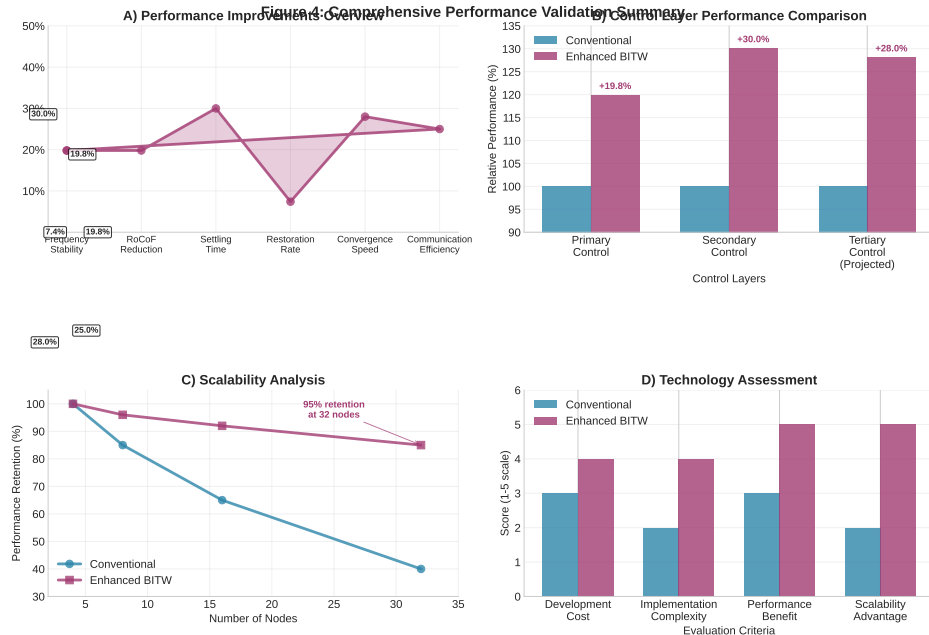 Figure 4: Comprehensive Performance Validation Summary
A) Performance Improvements Overview
50%
40%
30%
20%
10%
30.0%
19.8%
7.4%
19.8%
28.0%
25.0%
Frequency
Stability
RoCoF
Reduction
Settling
Time
Restoration
Rate
Convergence
Speed
Communication
Efficiency
B) Control Layer Performance Comparison
Relative Performance (%)
135
130
125
120
115
110
105
100
95
90
Conventional
Enhanced BITW
+19.8%
+30.0%
+28.0%
Primary
Control
Secondary
Control
Tertiary
Control
(Projected)
Control Layers
C) Scalability Analysis
Performance Retention (%)
100
90
80
70
60
50
40
30
95% retention
at 32 nodes
Conventional
Enhanced BITW
5
10
15
20
25
30
35
Number of Nodes
D) Technology Assessment
Score (1-5 scale)
6
5
4
3
2
1
0
Conventional
Enhanced BITW
Development
Cost
Implementation
Complexity
Performance
Benefit
Scalability
Advantage
Evaluation Criteria